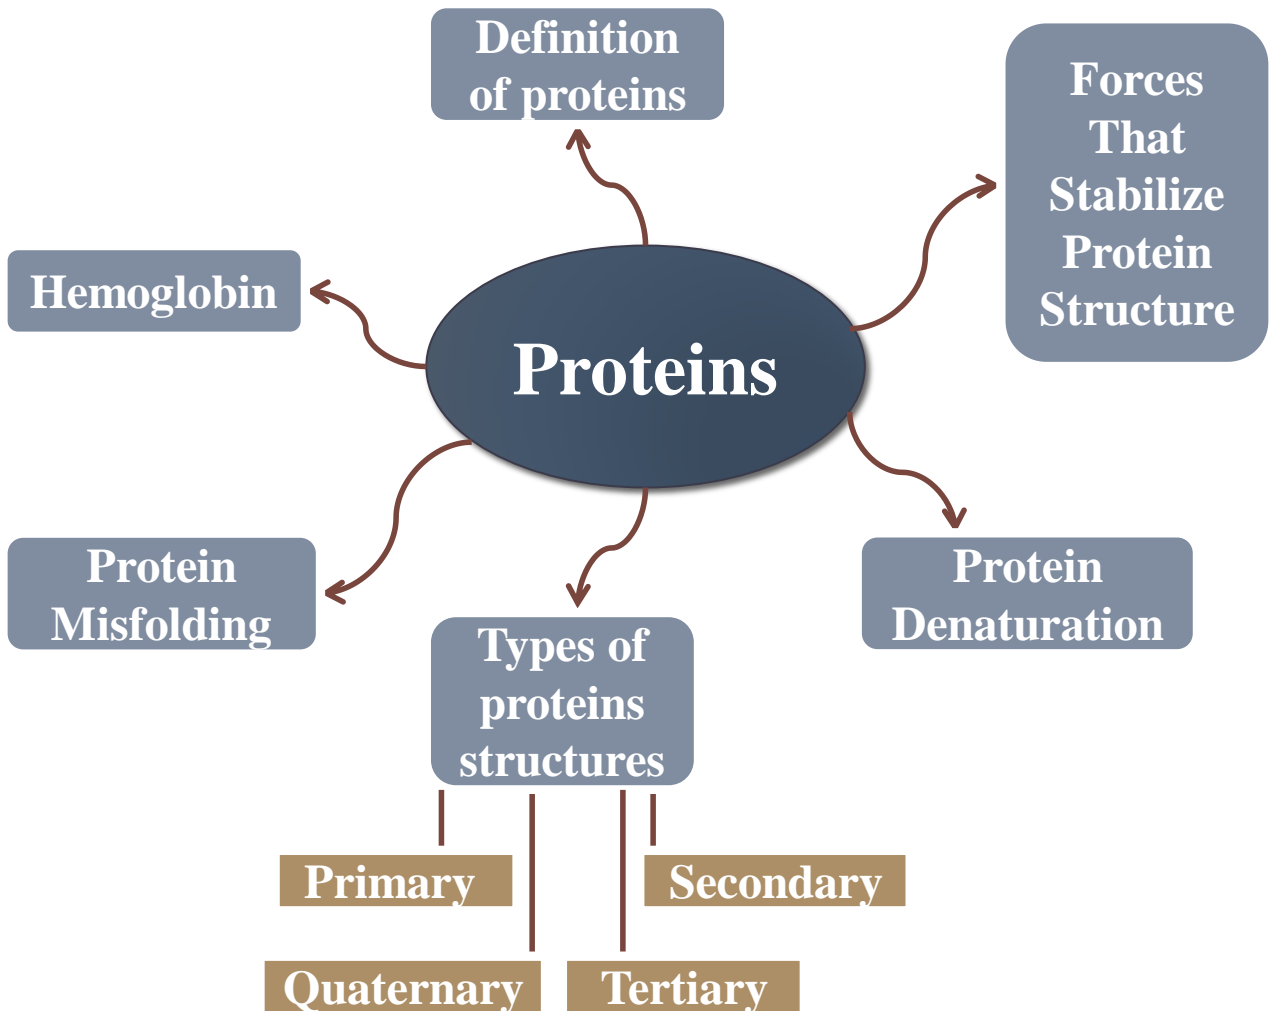 Definition
of proteins
Forces
That
Stabilize
Protein
Structure
Hemoglobin
Proteins
Protein
Misfolding
Protein
Denaturation
Types of
proteins
structures
Primary
Secondary
Quaternary
Tertiary